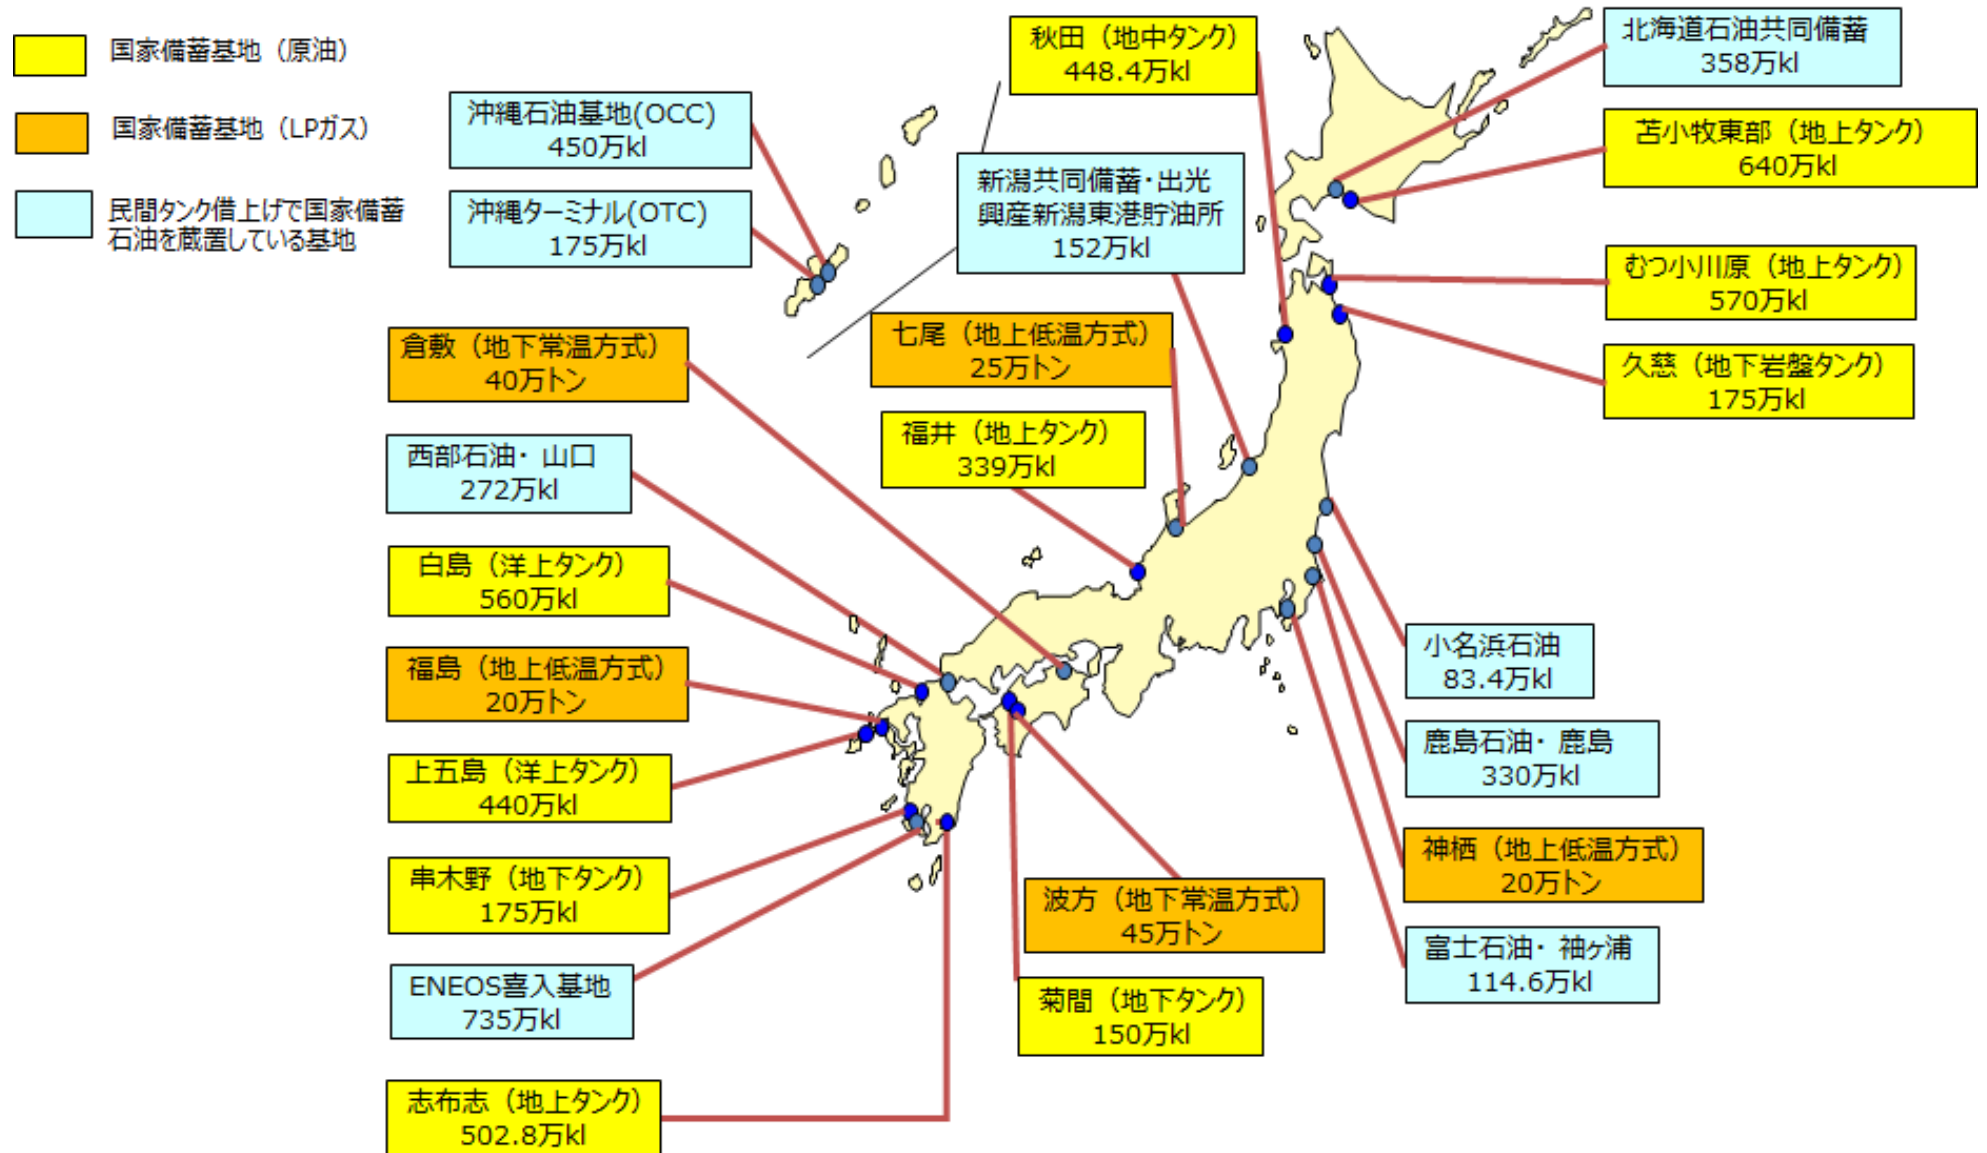 国家備蓄基地（原油）
国家備蓄基地（LPガス）
民間タンク借上げで国家備蓄
石油を蔵置している基地
沖縄石油基地(OCC)
450万kl
沖縄ターミナル(OTC)
175万kl
秋田（地中タンク）
448.4万kl
新潟共同備蓄・出光
興産新潟東港貯油所
152万kl
北海道石油共同備蓄
358万kl
苫小牧東部（地上タンク）
640万kl
むつ小川原（地上タンク）
570万kl
久慈（地下岩盤タンク）
175万kl
倉敷（地下常温方式）
40万トン
七尾（地上低温方式）
25万トン
福井（地上タンク）
339万kl
西部石油・ 山口
272万kl
白島（洋上タンク）
560万kl
福島（地上低温方式）
20万トン
上五島（洋上タンク）
440万kl
串木野（地下タンク）
175万kl
ENEOS喜入基地
735万kl
志布志（地上タンク）
502.8万kl
波方（地下常温方式）
45万トン
菊間（地下タンク）
150万kl
小名浜石油
83.4万kl
鹿島石油・ 鹿島
330万kl
神栖（地上低温方式）
20万トン
富士石油・ 袖ヶ浦
114.6万kl